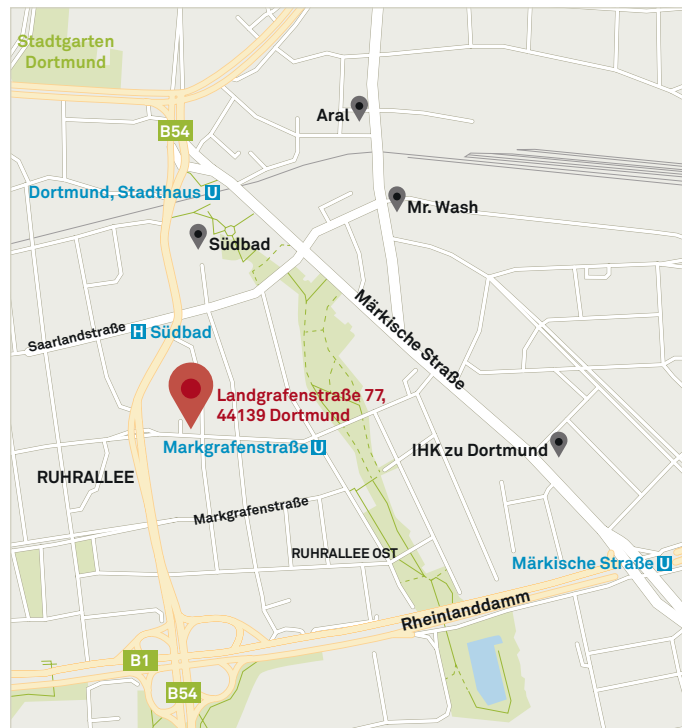 Stadtgarten
Dortmund
Aral
B54
Dortmund, Stadthaus U
Mr. Wash
Südbad
Märkische Straße
Saarlandstraße
H Südbad
Landgrafenstraße 77,
44139 Dortmund
Markgrafenstraße U
IHK zu Dortmund
RUHRALLEE
Markgrafenstraße
RUHRALLEE OST
Märkische Straße U
Rheinlanddamm
B1
B54